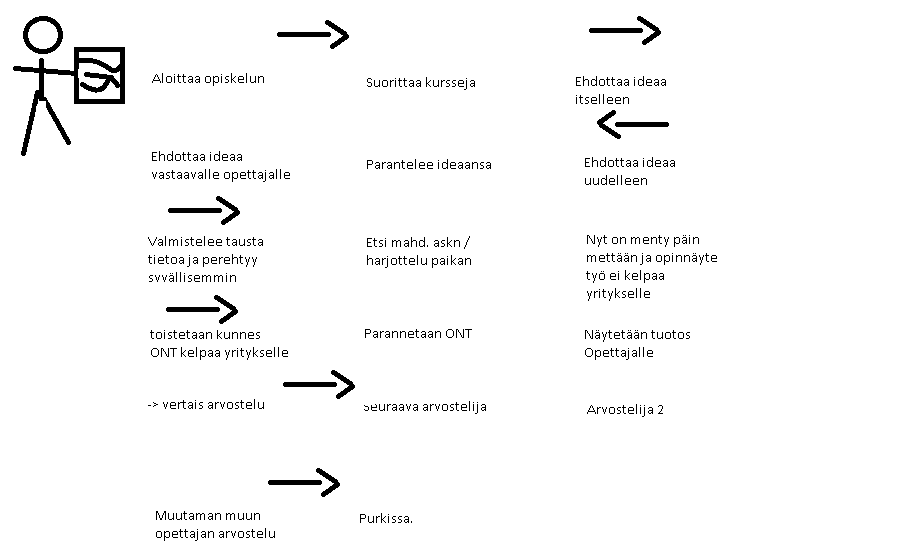 Aloittaa opiskelun
Suorittaa kursseja
Ehdottaa ideaa
itselleen
Ehdottaa ideaa
vastaavalle opettajalle
Parantelee ideaansa
Ehdottaa ideaa
uudelleen
Valmistelee tausta
tietoa ja perehtyy
syvällisemmin
Etsi mahd. askn /
harjottelu paikan
Nyt on menty päin
mettään ja opinnäyte
työ ei kelpaa
yritykselle
toistetaan kunnes
ONT kelpaa yritykselle
Parannetaan ONT
Näytetään tuotos
Opettajalle
-> vertais arvostelu
Seuraava arvostelija
Arvostelija 2
Muutaman muun
opettajan arvostelu
Purkissa.